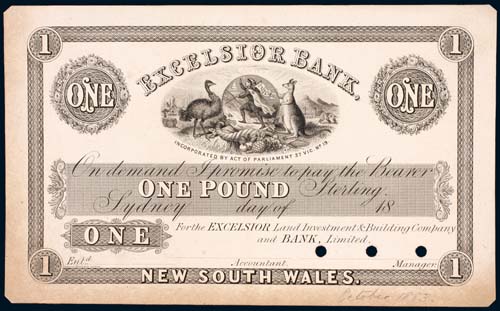 1 1
EXCELSIOR BANK,
ONE ONE
INCORPORATED BY ACT OF PARLIAMENT 37 VIC. Nº 19.
On demand I promise to pay the Bearer
ONE POUND Sterling.
Sydney day of 18
ONE For the EXCELSIOR Land Investment & Building Company
and BANK, Limited.
Entd. Accountant. Manager.
1 NEW SOUTH WALES. 1
October